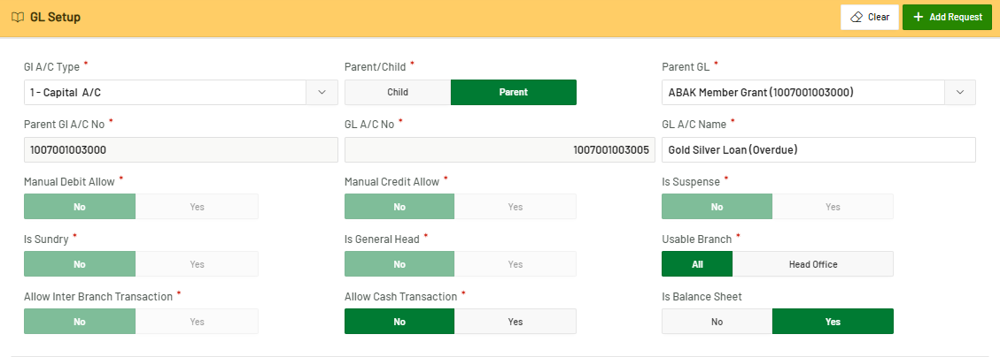 GL Setup
Clear
Add Request
Gl A/C Type *
Parent/Child *
Parent GL *
1 - Capital A/C
Child
Parent
ABAK Member Grant (1007001003000)
Parent Gl A/C No *
GL A/C No *
GL A/C Name *
1007001003000
1007001003005
Gold Silver Loan (Overdue)
Manual Debit Allow *
Manual Credit Allow *
Is Suspense *
No
Yes
No
Yes
No
Yes
Is Sundry *
Is General Head *
Usable Branch *
No
Yes
No
Yes
All
Head Office
Allow Inter Branch Transaction *
Allow Cash Transaction *
Is Balance Sheet
No
Yes
No
Yes
No
Yes